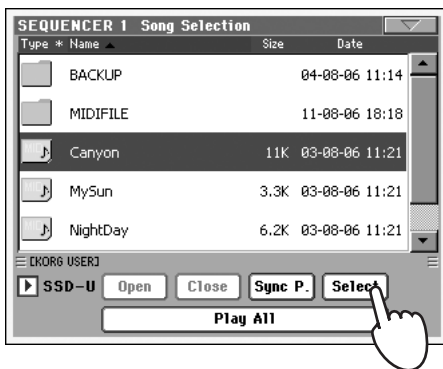 SEQUENCER 1 Song Selection
Type * Name Size Date
BACKUP 04-08-06 11:14
MIDIFILE 11-08-06 18:18
Canyon 11K 03-08-06 11:21
MySun 3.3K 03-08-06 11:21
NightDay 6.2K 03-08-06 11:21
[KORG USER]
SSD-U Open Close Sync P. Select
Play All